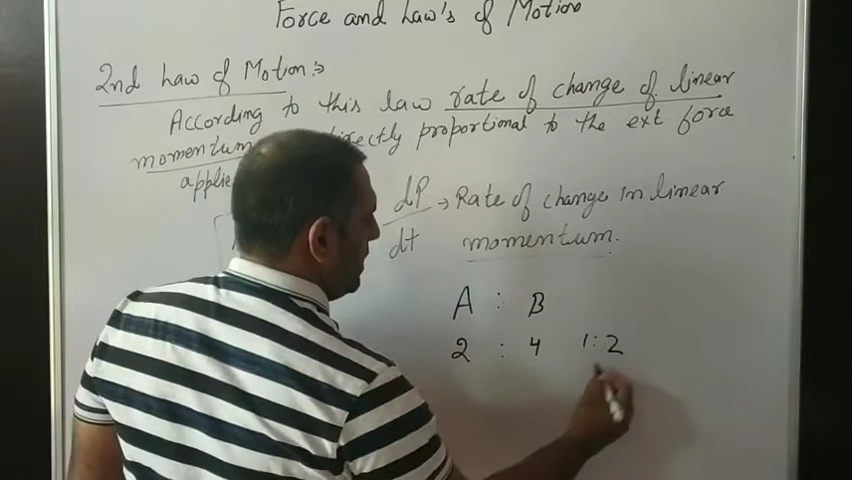 Force and Law's of Motion
2nd Law of Motion:→
According to this law rate of change of linear
momentum directly proportional to the ext force
applie
dP → Rate of change in linear
dt momentum.
A : B
2 : 4 1:2